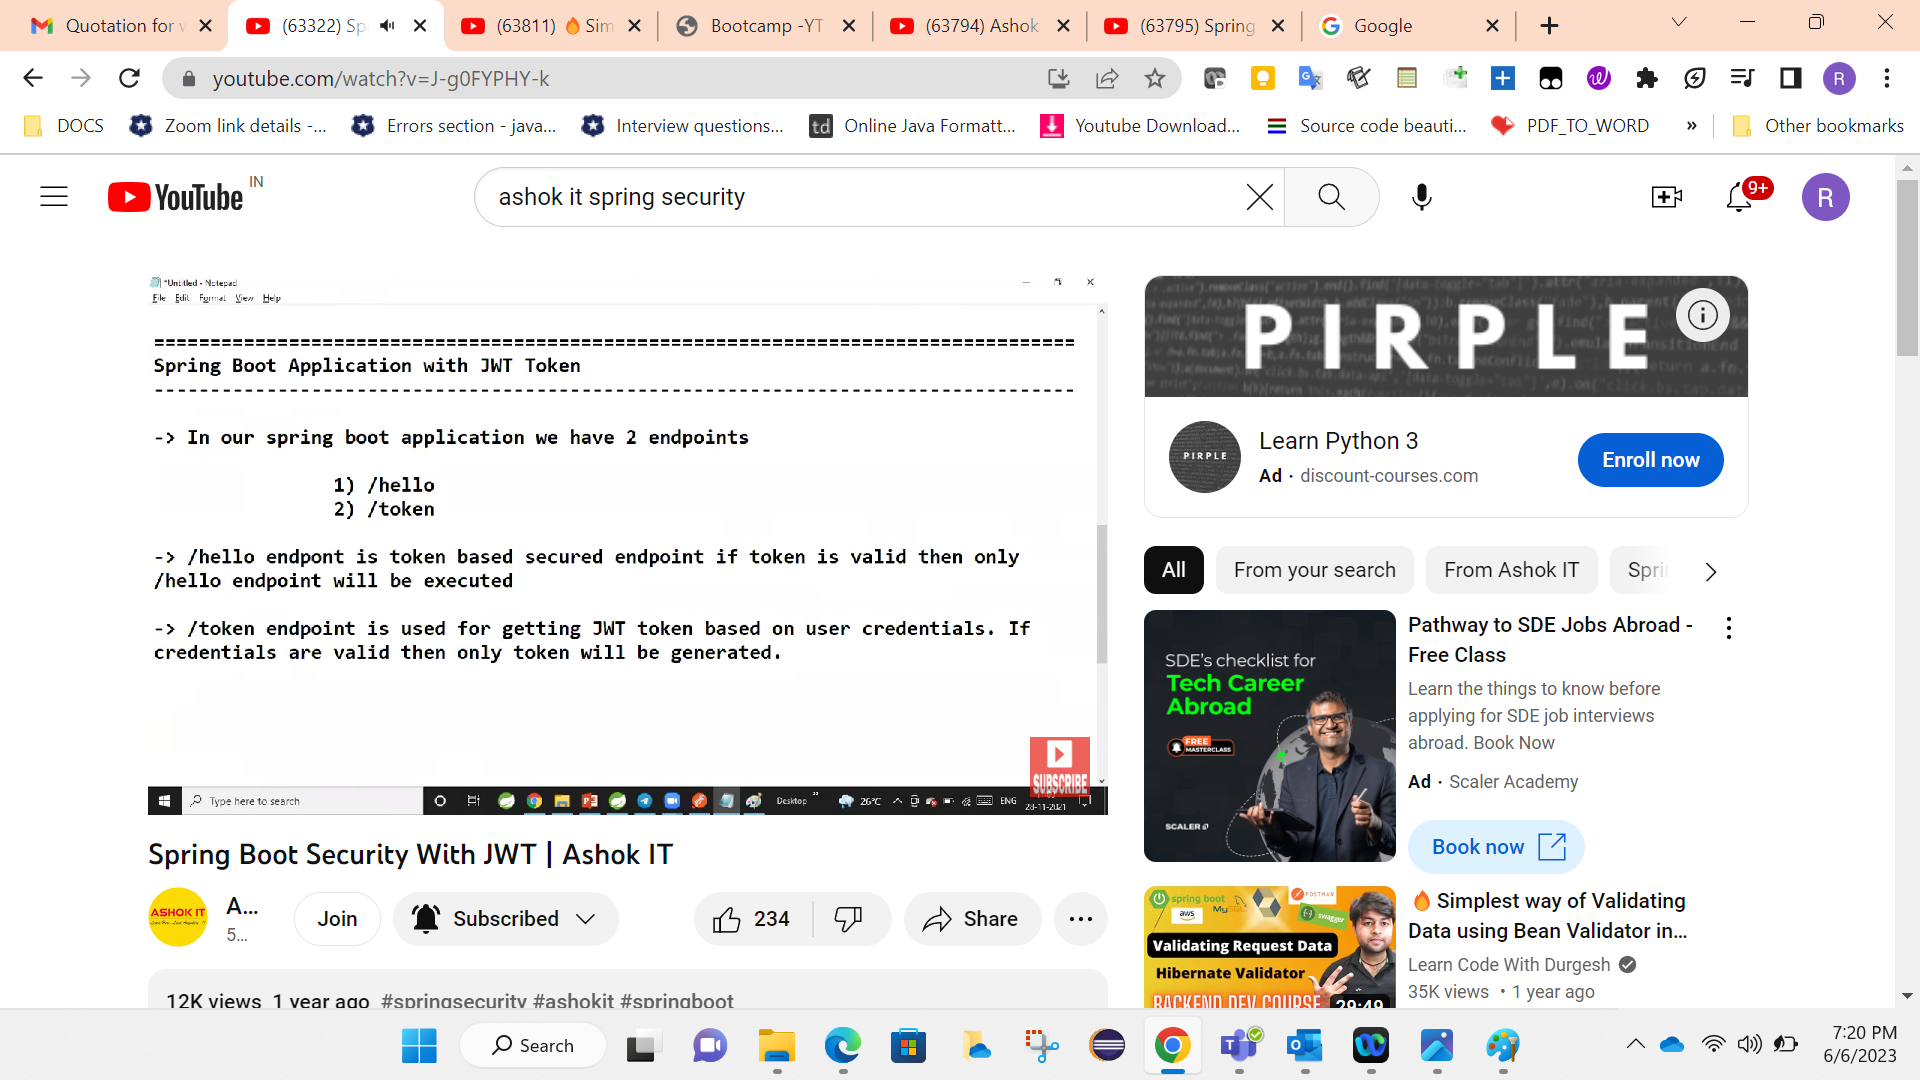 Quotation for v
(63322) Sp
(63811) 🔥 Sim
Bootcamp -YT
(63794) Ashok
(63795) Spring
Google
youtube.com/watch?v=J-g0FYPHY-k
R
DOCS
Zoom link details -...
Errors section - java...
Interview questions...
td Online Java Formatt...
Youtube Download...
Source code beauti...
PDF_TO_WORD
»
Other bookmarks
YouTube IN
ashok it spring security
9+
R
*Untitled - Notepad
File Edit Format View Help
Spring Boot Application with JWT Token
-> In our spring boot application we have 2 endpoints
1) /hello
2) /token
-> /hello endpont is token based secured endpoint if token is valid then only
/hello endpoint will be executed
-> /token endpoint is used for getting JWT token based on user credentials. If
credentials are valid then only token will be generated.
SUBSCRIBE
Type here to search
Desktop
26°C
ENG
28-11-2021
PIRPLE
PIRPLE
Learn Python 3
Ad · discount-courses.com
Enroll now
All
From your search
From Ashok IT
Spri
SDE's checklist for
Tech Career
Abroad
FREE
MASTERCLASS
SCALER
Pathway to SDE Jobs Abroad -
Free Class
Learn the things to know before
applying for SDE job interviews
abroad. Book Now
Ad · Scaler Academy
Book now
Spring Boot Security With JWT | Ashok IT
ASHOK IT
A...
5...
Join
Subscribed
234
Share
12K views 1 year ago #springsecurity #ashokit #springboot
spring boot
aws
MySQL
POSTMAN
swagger
Validating Request Data
Hibernate Validator
BACKEND DEV COURSE
29:49
🔥 Simplest way of Validating
Data using Bean Validator in...
Learn Code With Durgesh
35K views • 1 year ago
Search
7:20 PM
6/6/2023